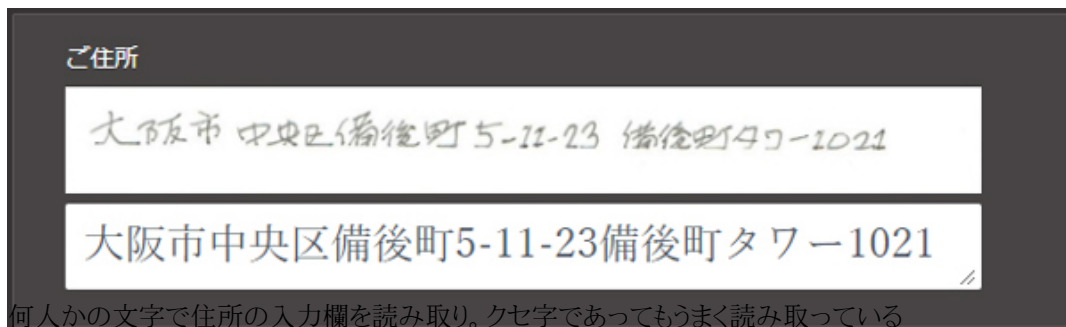 ご住所
大阪市中央区備後町5-11-23 備後町タワー1021
大阪市中央区備後町5-11-23備後町タワー1021
何人かの文字で住所の入力欄を読み取り。クセ字であってもうまく読み取っている